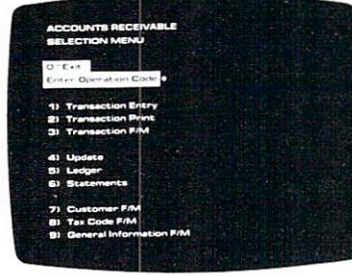 ACCOUNTS RECEIVABLE
SELECTION MENU
0 = Exit
Enter Operation Code
1) Transaction Entry
2) Transaction Print
3) Transaction F/M
4) Update
5) Ledger
6) Statements
7) Customer F/M
8) Tax Code F/M
9) General Information F/M